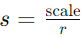 s = scale/r